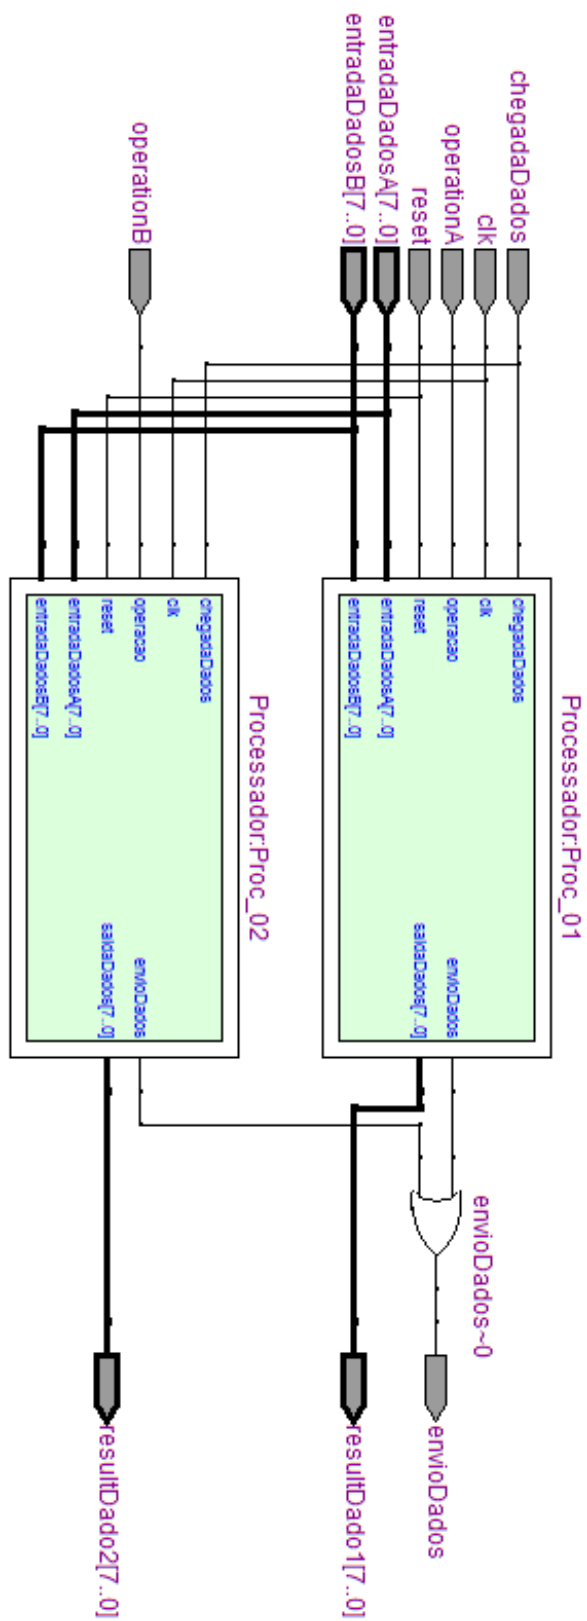 chegadaDados
clk
operationA
reset
entradaDadosA[7..0]
entradaDadosB[7..0]
operationB
Processador:Proc_01
chegadaDados
clk
operacao
reset
entradaDadosA[7..0]
entradaDadosB[7..0]
envioDados
saidaDados[7..0]
envioDados~0
envioDados
resultDado1[7..0]
Processador:Proc_02
chegadaDados
clk
operacao
reset
entradaDadosA[7..0]
entradaDadosB[7..0]
envioDados
saidaDados[7..0]
resultDado2[7..0]